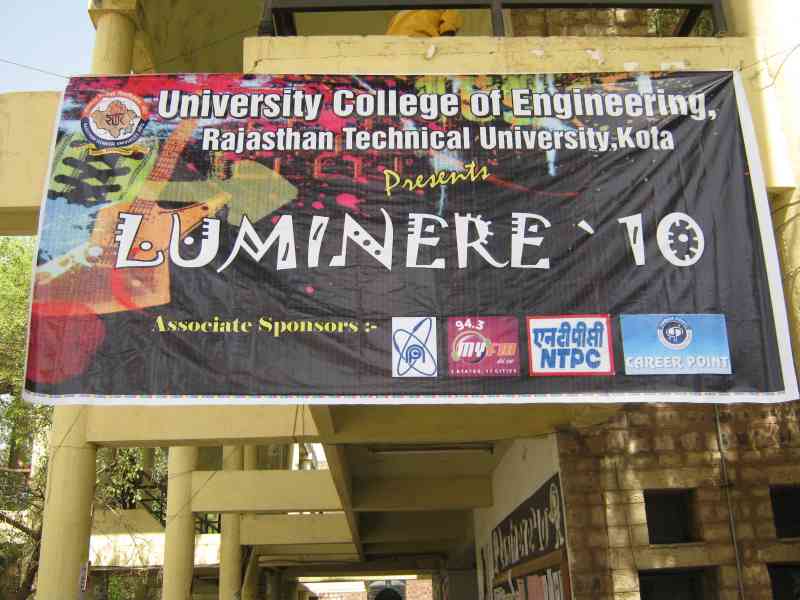 University College of Engineering,
Rajasthan Technical University,Kota
Presents
LUMINERE `10
Associate Sponsors :-
94.3
MY FM
एनटीपीसी
NTPC
CAREER POINT